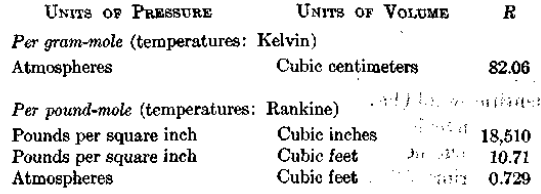 UNITS OF PRESSURE UNITS OF VOLUME R
Per gram-mole (temperatures: Kelvin)
Atmospheres Cubic centimeters 82.06
Per pound-mole (temperatures: Rankine)
Pounds per square inch Cubic inches 18,510
Pounds per square inch Cubic feet 10.71
Atmospheres Cubic feet 0.729